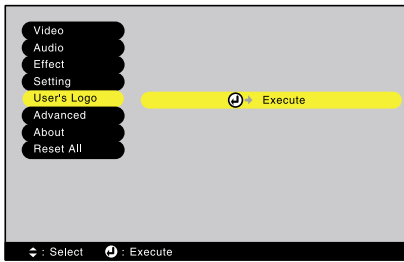 Video
Audio
Effect
Setting
User's Logo
Execute
Advanced
About
Reset All
: Select : Execute